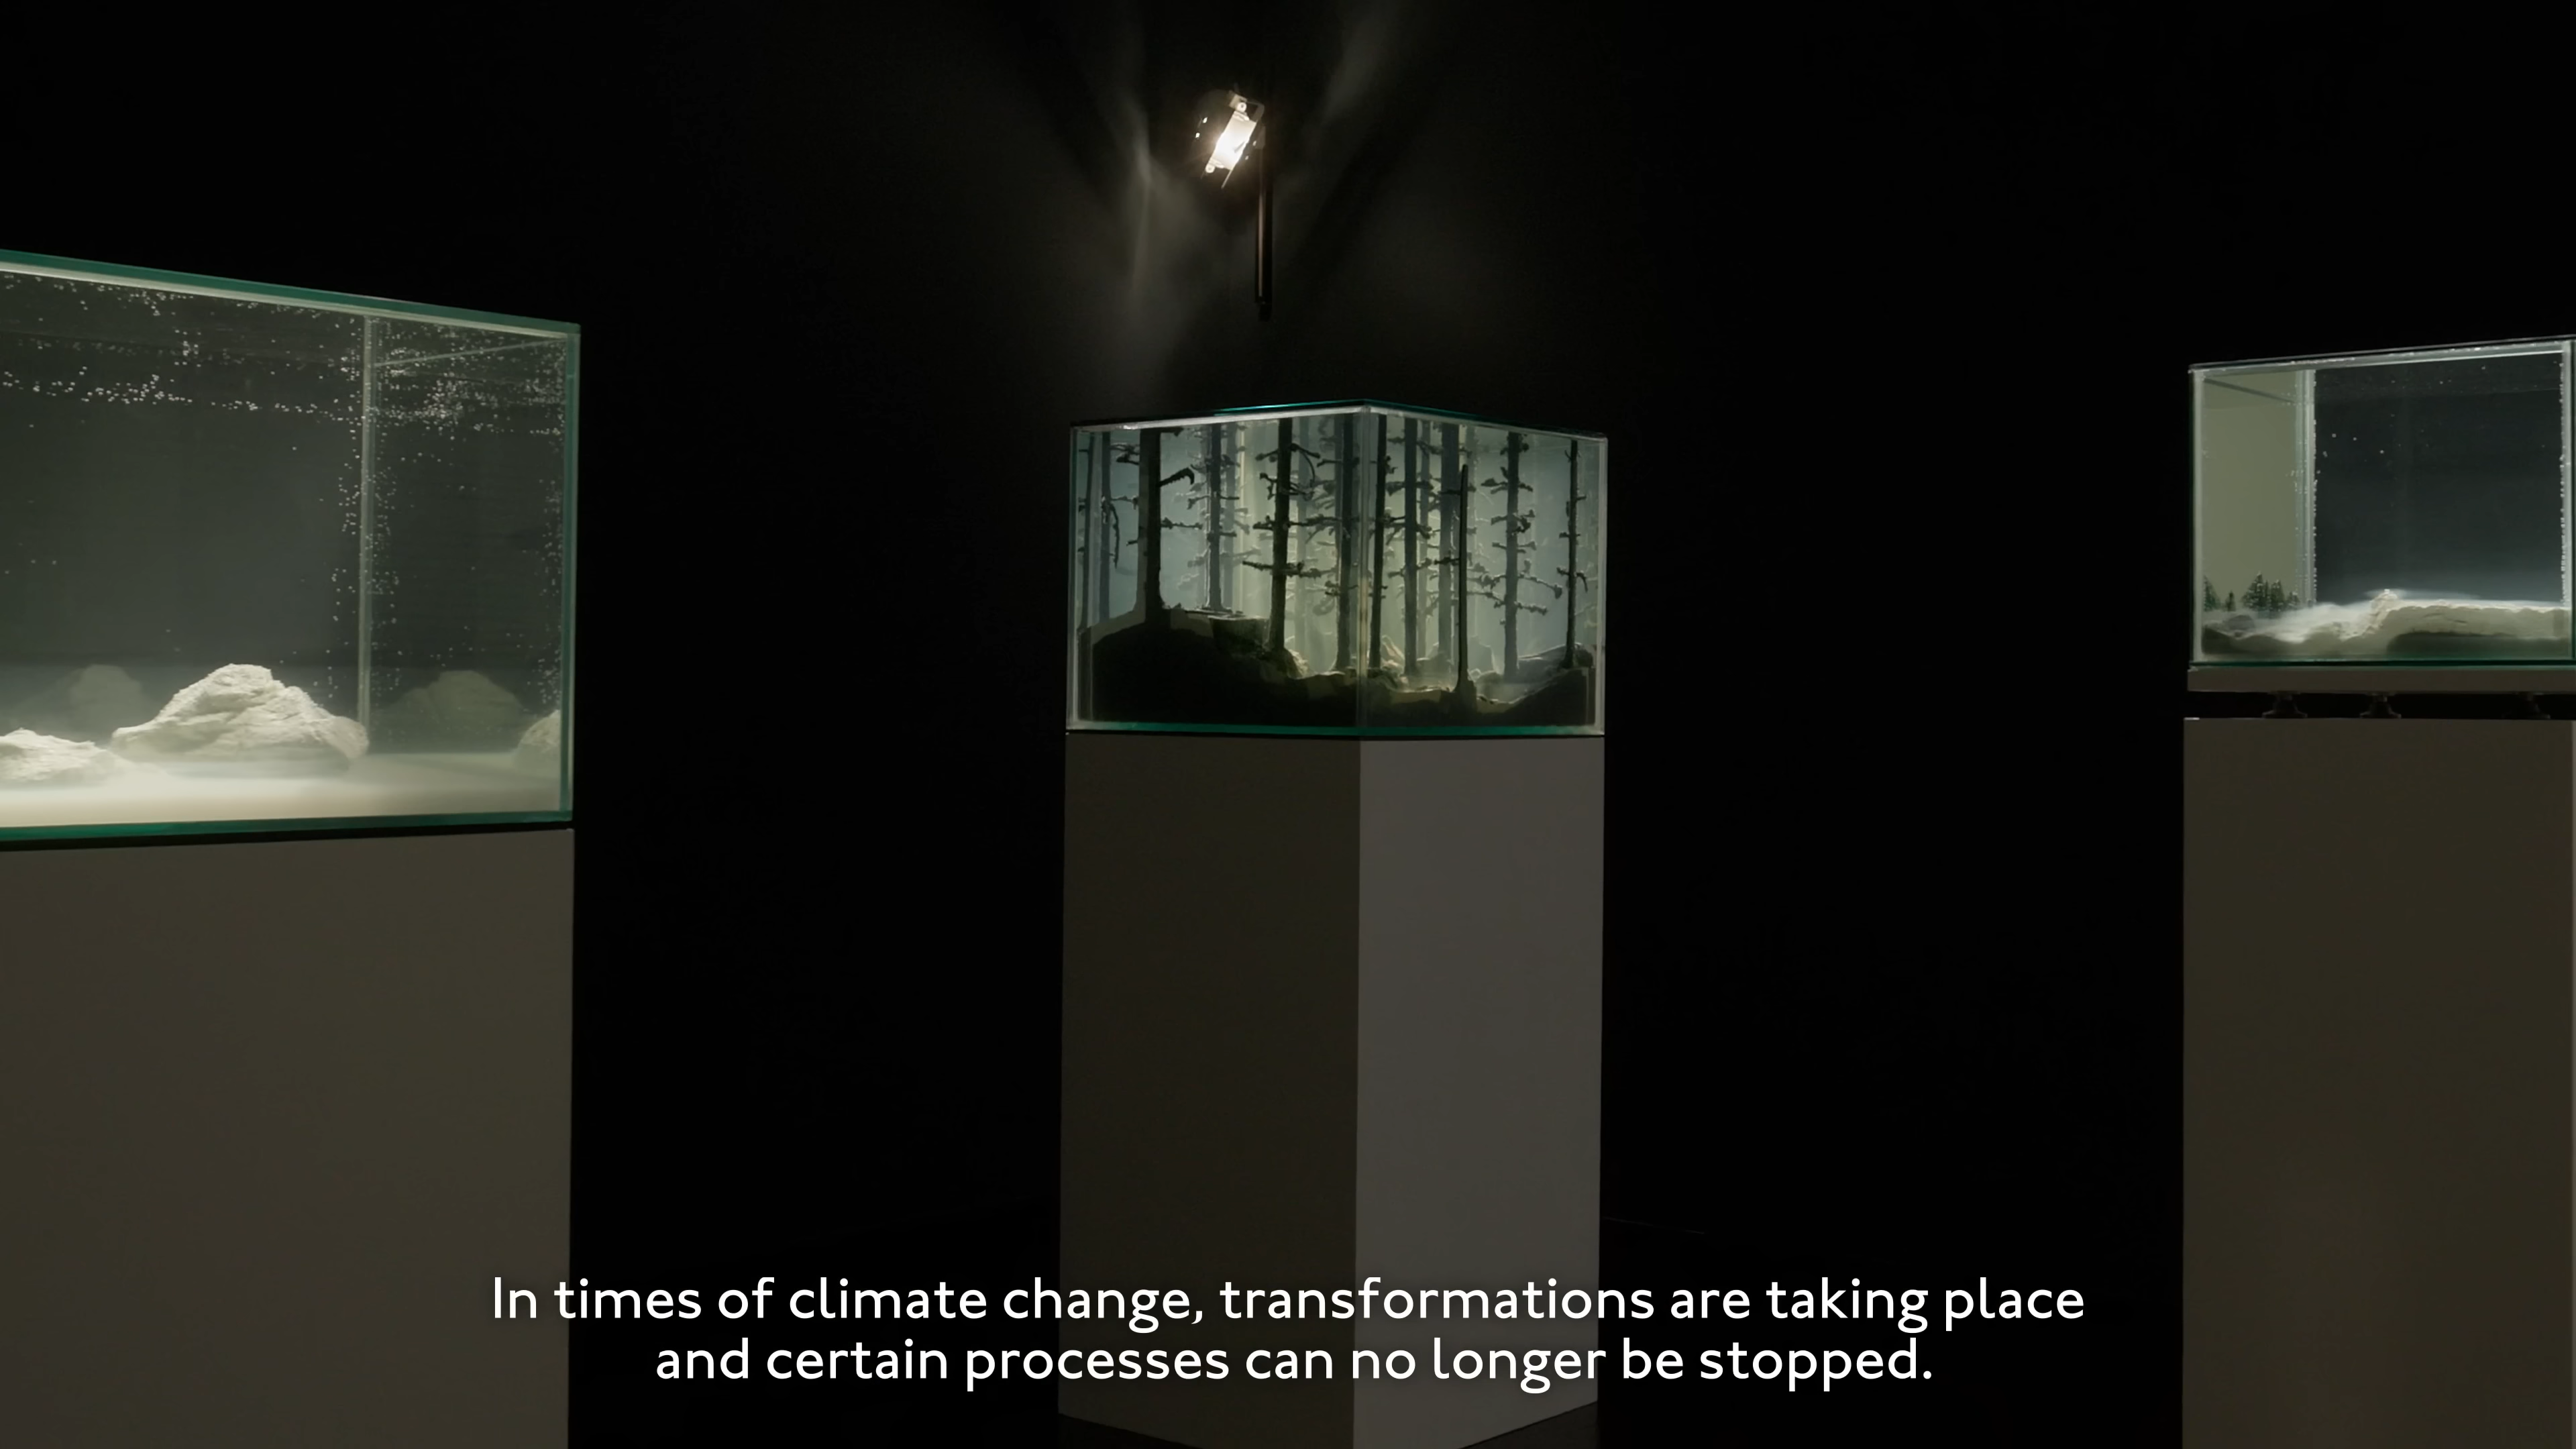 In times of climate change, transformations are taking place
and certain processes can no longer be stopped.